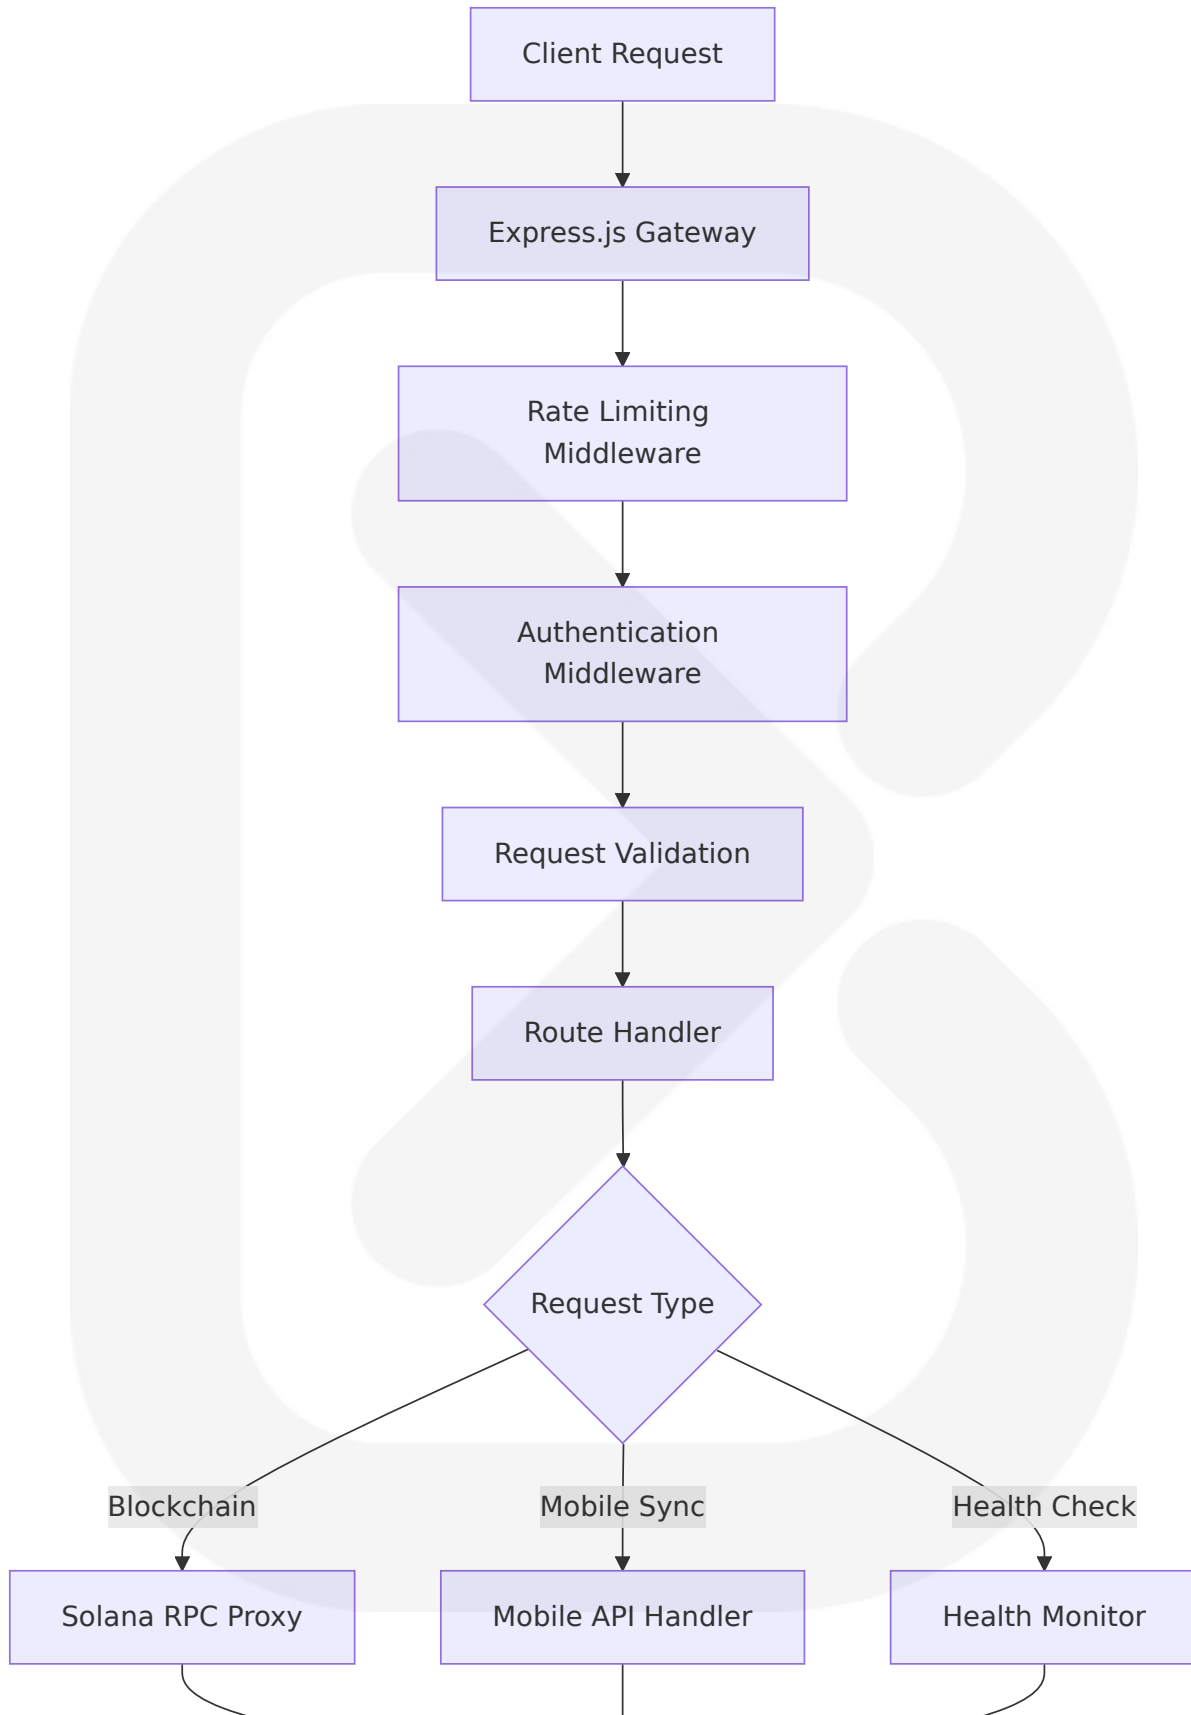 Client Request
Express.js Gateway
Rate Limiting
Middleware
Authentication
Middleware
Request Validation
Route Handler
Request Type
Blockchain
Mobile Sync
Health Check
Solana RPC Proxy
Mobile API Handler
Health Monitor